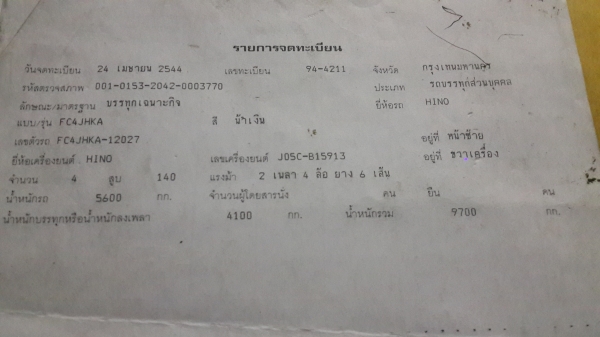 รายการจดทะเบียน
วันจดทะเบียน 24 เมษายน 2544 เลขทะเบียน 94-4211 จังหวัด กรุงเทพมหานคร
รหัสตรวจสภาพ 001-0153-2042-0003770 ประเภท รถบรรทุกส่วนบุคคล
ลักษณะ/มาตรฐาน บรรทุกเฉพาะกิจ ยี่ห้อรถ HINO
แบบ/รุ่น FC4JHKA สี น้ำเงิน
เลขตัวรถ FC4JHKA-12027 อยู่ที่ หน้าซ้าย
ยี่ห้อเครื่องยนต์ HINO เลขเครื่องยนต์ J05C-B15913 อยู่ที่ ขวาเครื่อง
จำนวน 4 สูบ 140 แรงม้า 2 เพลา 4 ล้อ ยาง 6 เส้น
น้ำหนักรถ 5600 กก. จำนวนผู้โดยสารนั่ง คน ยืน คน
น้ำหนักบรรทุกหรือน้ำหนักลงเพลา 4100 กก. น้ำหนักรวม 9700 กก.